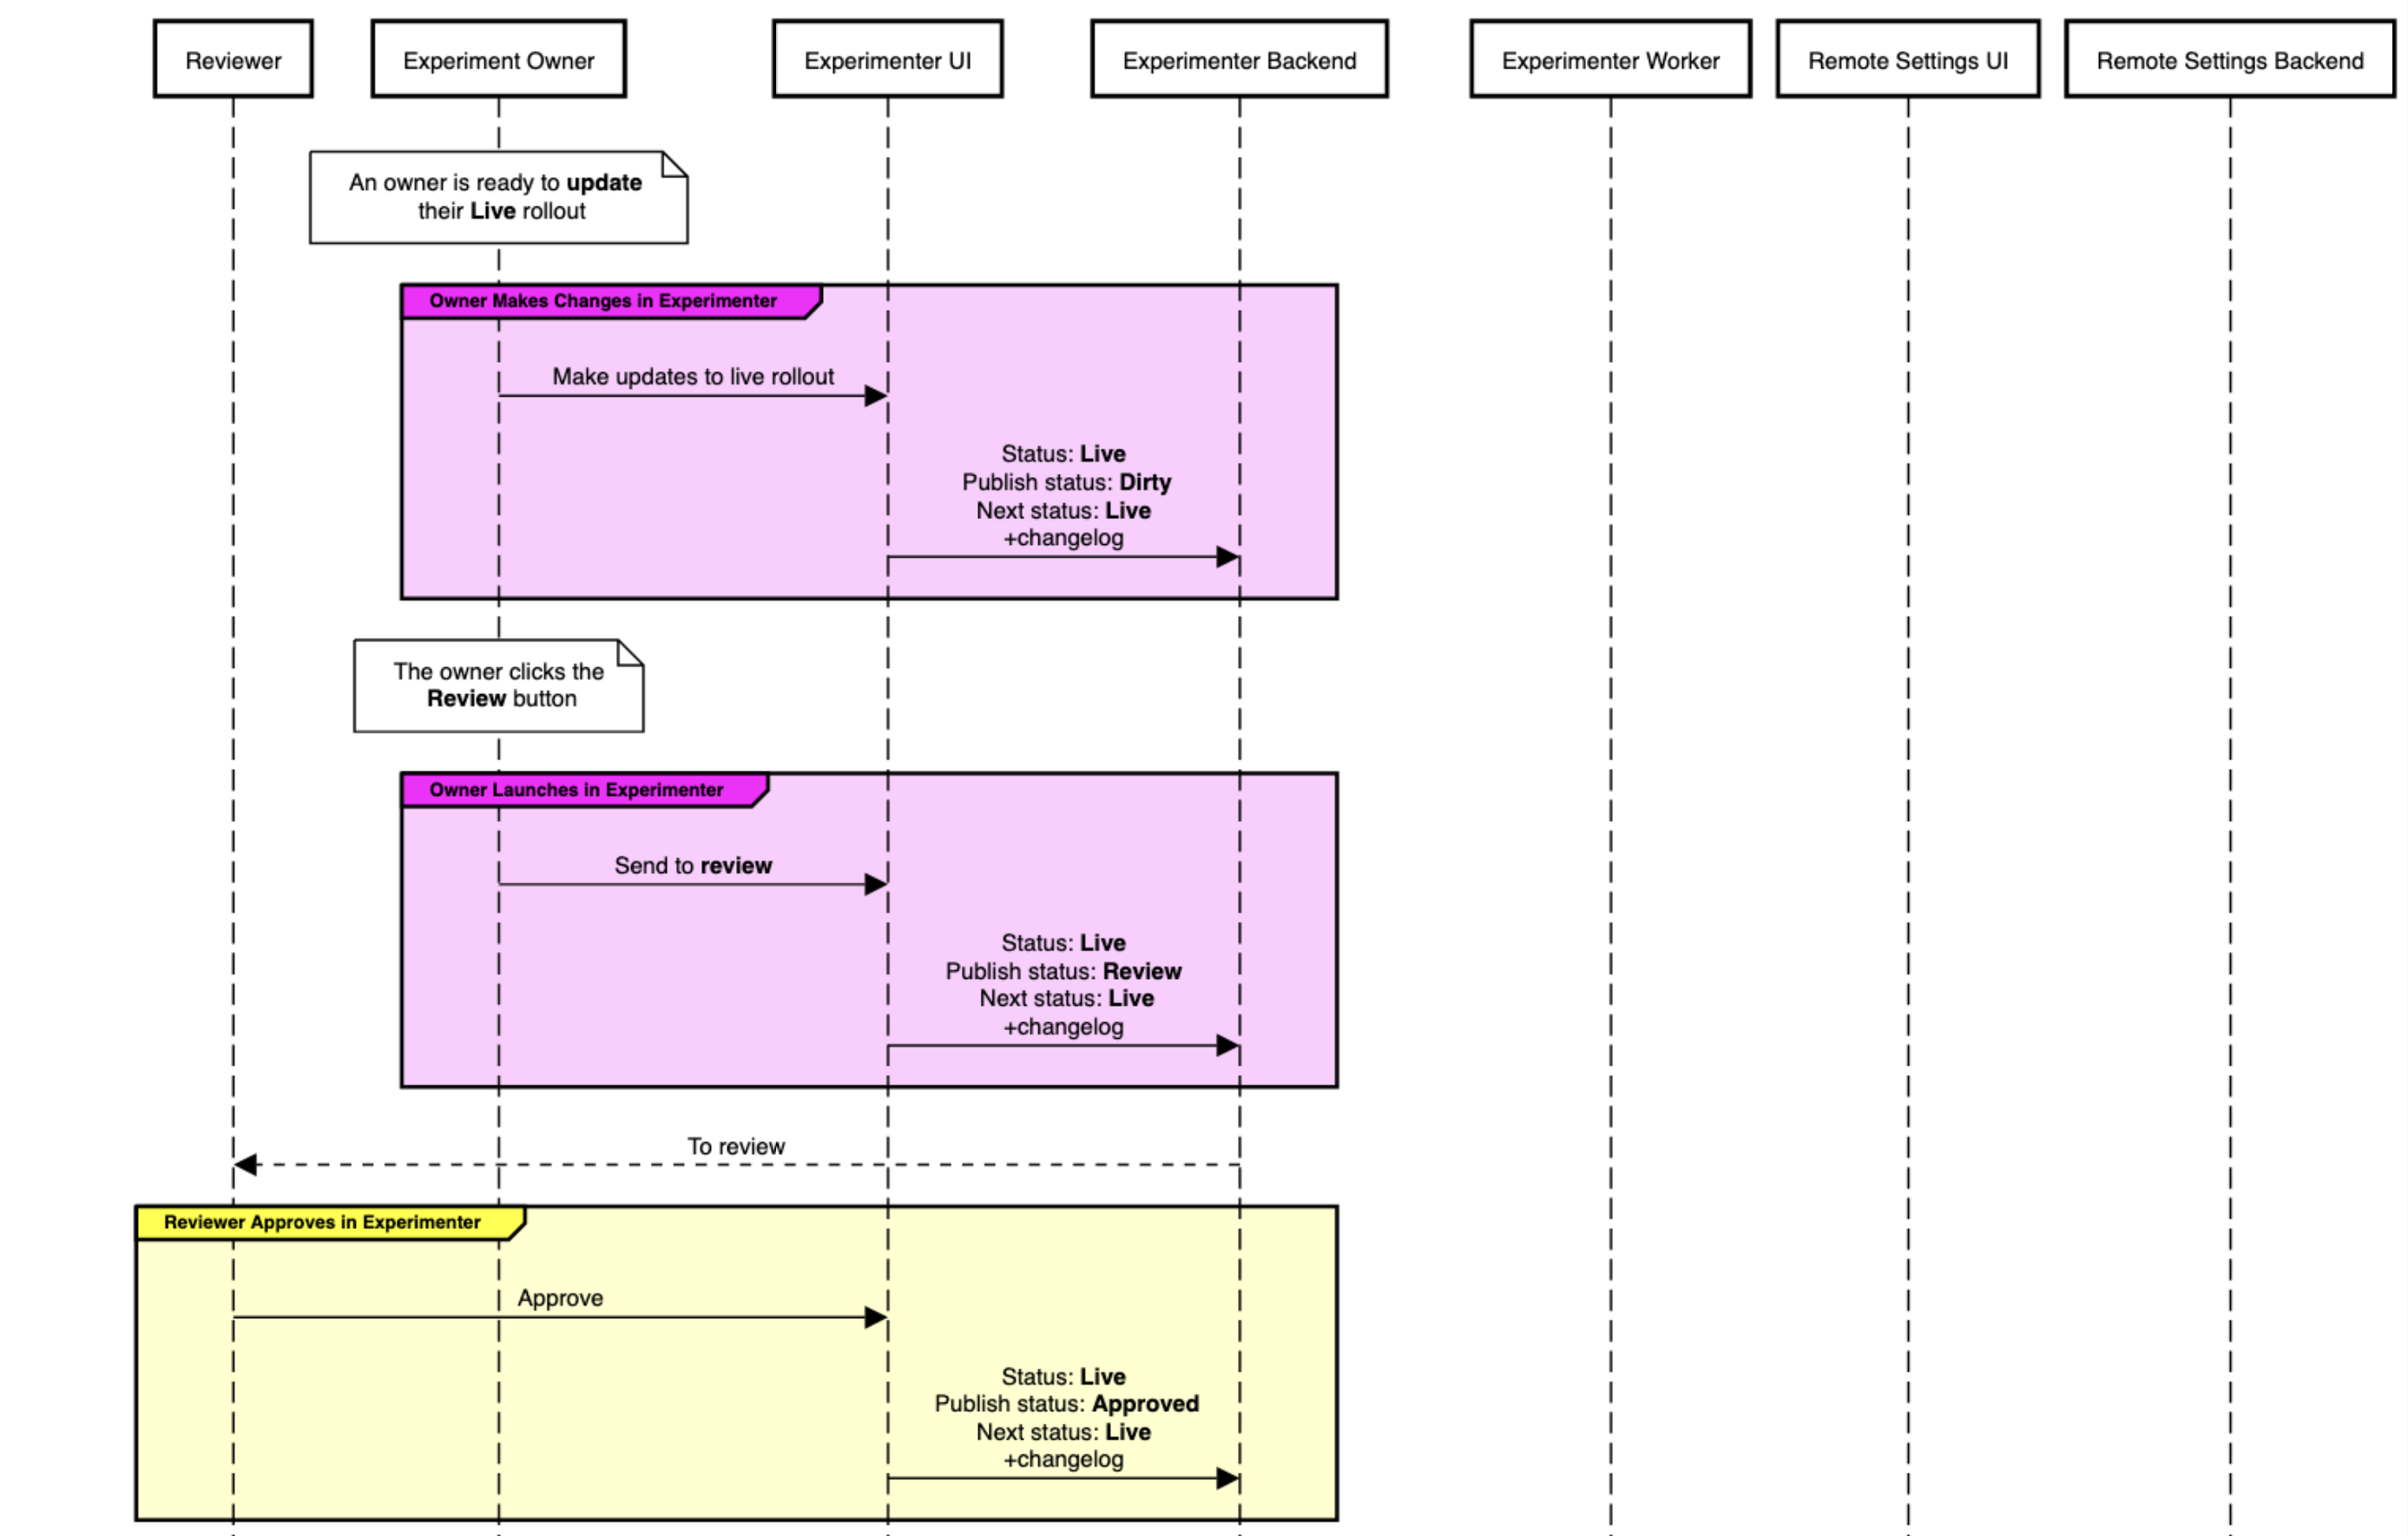 Reviewer
Experiment Owner
Experimenter UI
Experimenter Backend
Experimenter Worker
Remote Settings UI
Remote Settings Backend
An owner is ready to update
their Live rollout
Owner Makes Changes in Experimenter
Make updates to live rollout
Status: Live
Publish status: Dirty
Next status: Live
+changelog
The owner clicks the
Review button
Owner Launches in Experimenter
Send to review
Status: Live
Publish status: Review
Next status: Live
+changelog
To review
Reviewer Approves in Experimenter
Approve
Status: Live
Publish status: Approved
Next status: Live
+changelog